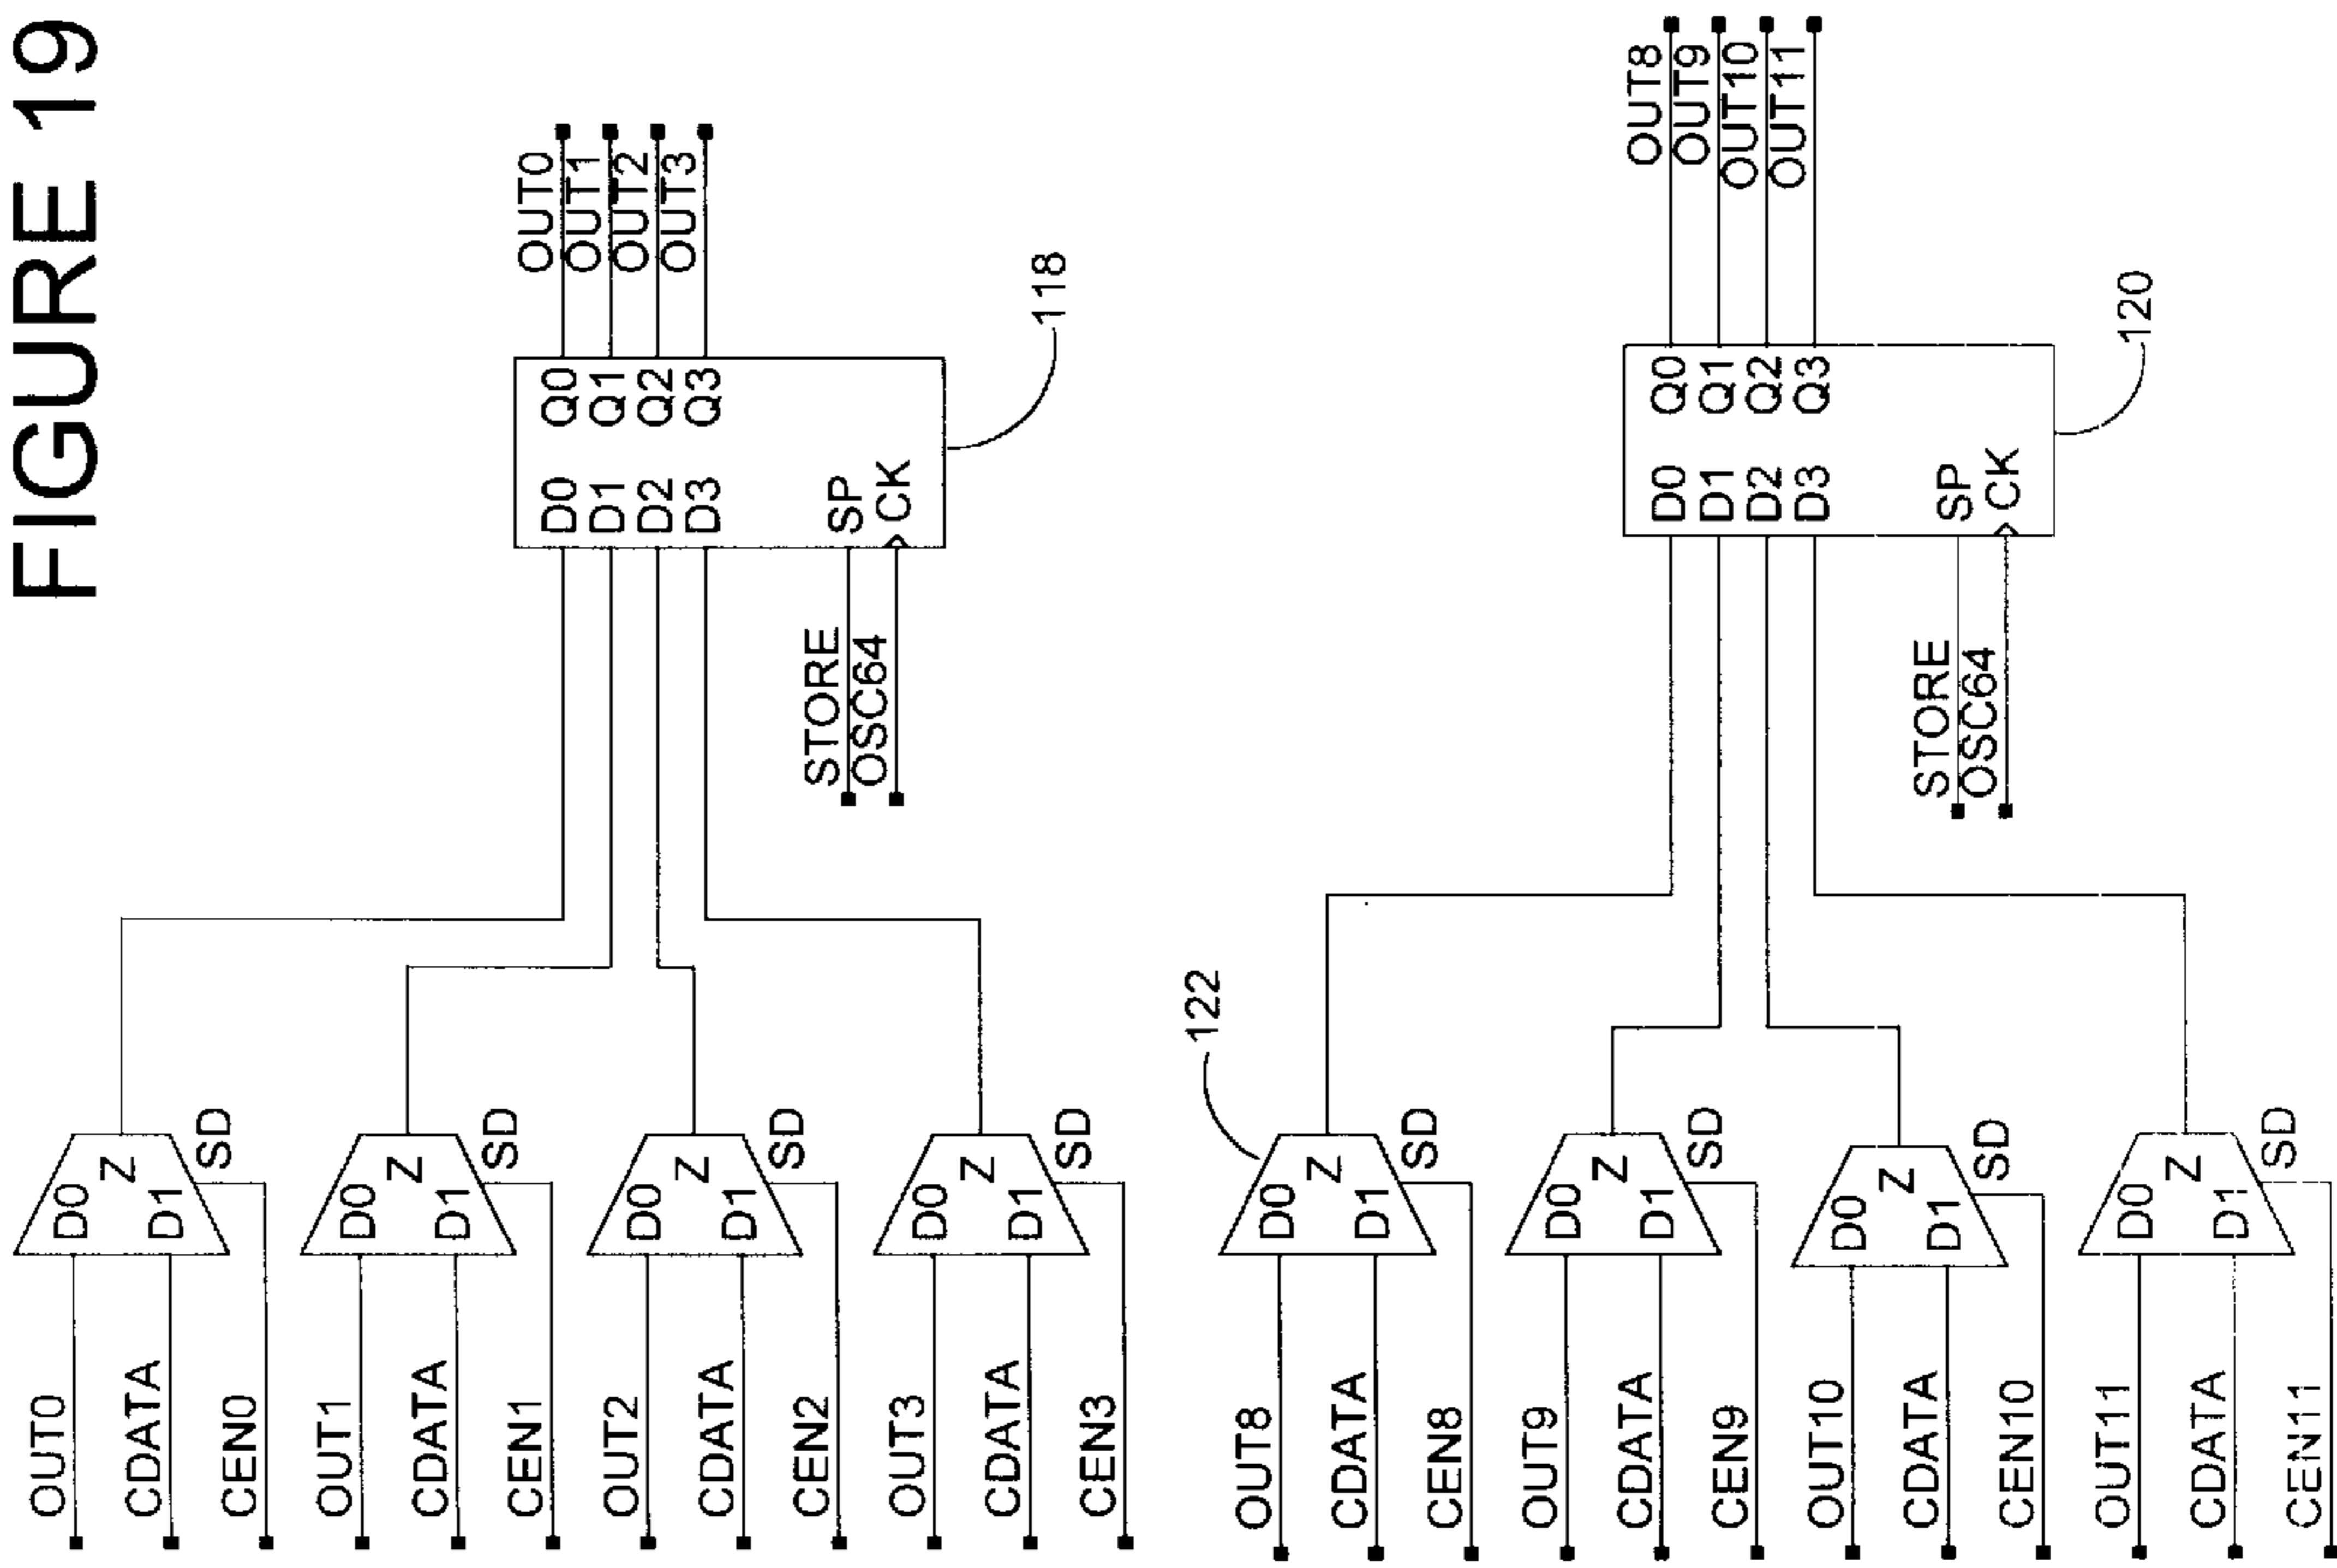 FIGURE 19
OUT0
CDATA
CEN0
D0
D1
Z
SD
OUT1
CDATA
CEN1
D0
D1
Z
SD
OUT2
CDATA
CEN2
D0
D1
Z
SD
OUT3
CDATA
CEN3
D0
D1
Z
SD
STORE
OSC64
D0 Q0
D1 Q1
D2 Q2
D3 Q3
SP
CK
OUT0
OUT1
OUT2
OUT3
118
OUT8
CDATA
CEN8
D0
D1
Z
SD
122
OUT9
CDATA
CEN9
D0
D1
Z
SD
OUT10
CDATA
CEN10
D0
D1
Z
SD
OUT11
CDATA
CEN11
D0
D1
Z
SD
STORE
OSC64
D0 Q0
D1 Q1
D2 Q2
D3 Q3
SP
CK
OUT8
OUT9
OUT10
OUT11
120